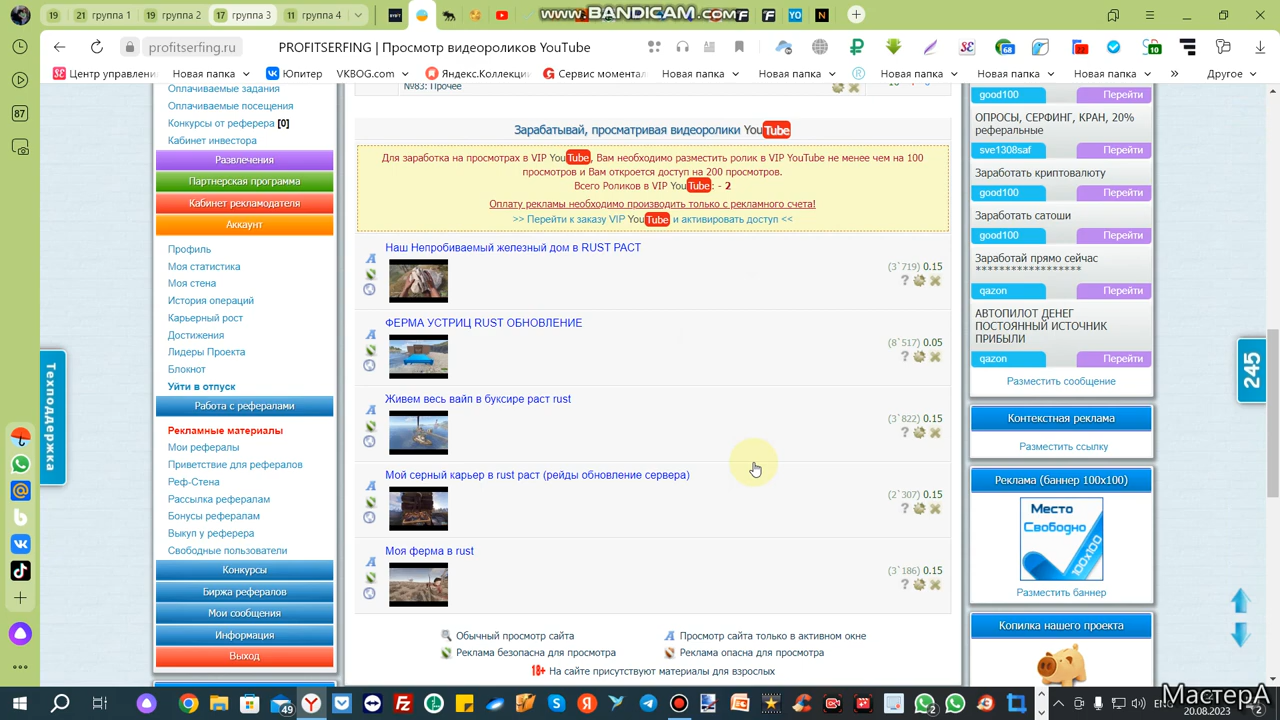 19
WWW.BANDICAM.COM
F
YO
N
profitserfing.ru
PROFITSERFING | Просмотр видеороликов YouTube
68
22
10
Центр управлени
Новая папка
Юпитер
VKBOG.com
Яндекс.Коллекци
Сервис моментал
Новая папка
Новая папка
Новая папка
Новая папка
Новая папка
»
Другое
87
Техподдержка
Оплачиваемые задания
Оплачиваемые посещения
Конкурсы от реферера [0]
Кабинет инвестора
Развлечения
Партнерская программа
Кабинет рекламодателя
Аккаунт
Профиль
Моя статистика
Моя стена
История операций
Карьерный рост
Достижения
Лидеры Проекта
Блокнот
Уйти в отпуск
Работа с рефералами
Рекламные материалы
Мои рефералы
Приветствие для рефералов
Реф-Стена
Рассылка рефералам
Бонусы рефералам
Выкуп у реферера
Свободные пользователи
Конкурсы
Биржа рефералов
Мои сообщения
Информация
Выход
№83: Прочее
Зарабатывай, просматривая видеоролики YouTube
Для заработка на просмотрах в VIP YouTube, Вам необходимо разместить ролик в VIP YouTube не менее чем на 100
просмотров и Вам откроется доступ на 200 просмотров.
Всего Роликов в VIP YouTube: - 2
Оплату рекламы необходимо производить только с рекламного счета!
>> Перейти к заказу VIP YouTube и активировать доступ <<
Наш Непробиваемый железный дом в RUST РАСТ
(3`719) 0.15
ФЕРМА УСТРИЦ RUST ОБНОВЛЕНИЕ
(8`517) 0.05
Живем весь вайп в буксире раст rust
(3`822) 0.15
Мой серный карьер в rust раст (рейды обновление сервера)
(2`307) 0.15
Моя ферма в rust
(3`186) 0.15
Обычный просмотр сайта
Просмотр сайта только в активном окне
Реклама безопасна для просмотра
Реклама опасна для просмотра
18+ На сайте присутствуют материалы для взрослых
good100 Перейти
ОПРОСЫ, СЕРФИНГ, КРАН, 20%
реферальные
sve1308saf Перейти
Заработать криптовалюту
good100 Перейти
Заработать сатоши
good100 Перейти
Заработай прямо сейчас
******************
qazon Перейти
АВТОПИЛОТ ДЕНЕГ
ПОСТОЯННЫЙ ИСТОЧНИК
ПРИБЫЛИ
qazon Перейти
Разместить сообщение
Контекстная реклама
Разместить ссылку
Реклама (баннер 100x100)
Место
Свободно
100x100
Разместить баннер
Копилка нашего проекта
245
49
2
ENG
20.08.2023
2
МастерА